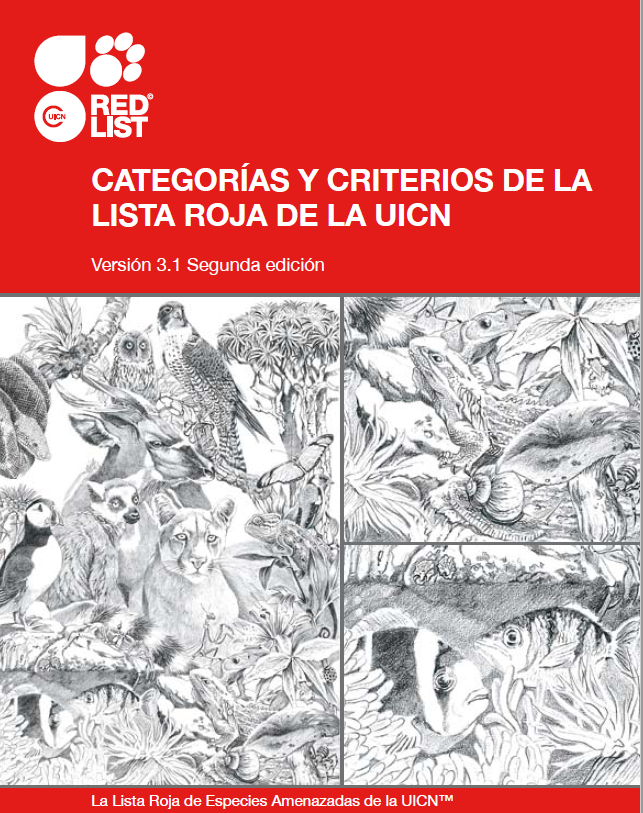 UICN
RED©
LIST
CATEGORÍAS Y CRITERIOS DE LA
LISTA ROJA DE LA UICN
Versión 3.1 Segunda edición
La Lista Roja de Especies Amenazadas de la UICN™